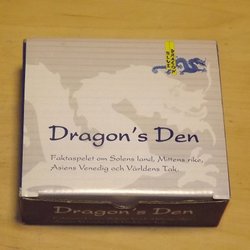 Dragon's Den
Faktaspelet om Solens land, Mittens rike,
Asiens Venedig och Världens Tak.
Dragon's Den